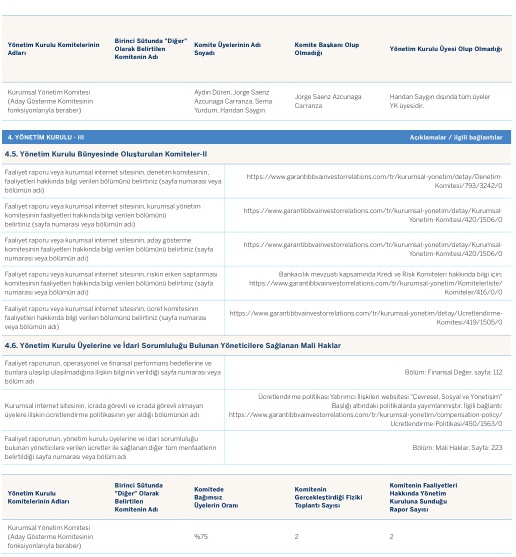 Yönetim Kurulu Komitelerinin
Adları
Birinci Sütunda "Diğer"
Olarak Belirtilen
Komitenin Adı
Komite Üyelerinin Adı
Soyadı
Komite Başkanı Olup
Olmadığı
Yönetim Kurulu Üyesi Olup Olmadığı
Kurumsal Yönetim Komitesi
(Aday Gösterme Komitesinin
fonksiyonlarıyla beraber)
Aydın Düren, Jorge Saenz
Azcunaga Carranza, Sema
Yurdum, Handan Saygın
Jorge Saenz Azcunaga
Carranza
Handan Saygın dışında tüm üyeler
YK üyesidir.
4. YÖNETİM KURULU - III
Açıklamalar / ilgili bağlantılar
4.5. Yönetim Kurulu Bünyesinde Oluşturulan Komiteler-II
Faaliyet raporu veya kurumsal internet sitesinin, denetim komitesinin,
faaliyetleri hakkında bilgi verilen bölümünü belirtiniz (sayfa numarası veya
bölümün adı)
https://www.garantibbvainvestorrelations.com/tr/kurumsal-yonetim/detay/Denetim-
Komitesi/793/3242/0
Faaliyet raporu veya kurumsal internet sitesinin, kurumsal yönetim
komitesinin faaliyetleri hakkında bilgi verilen bölümünü
belirtiniz (sayfa numarası veya bölümün adı)
https://www.garantibbvainvestorrelations.com/tr/kurumsal-yonetim/detay/Kurumsal-
Yonetim-Komitesi/420/1506/0
Faaliyet raporu veya kurumsal internet sitesinin, aday gösterme
komitesinin faaliyetleri hakkında bilgi verilen bölümünü belirtiniz (sayfa
numarası veya bölümün adı)
https://www.garantibbvainvestorrelations.com/tr/kurumsal-yonetim/detay/Kurumsal-
Yonetim-Komitesi/420/1506/0
Faaliyet raporu veya kurumsal internet sitesinin, riskin erken saptanması
komitesinin faaliyetleri hakkında bilgi verilen bölümünü belirtiniz (sayfa
numarası veya bölümün adı)
Bankacılık mevzuatı kapsamında Kredi ve Risk Komiteleri hakkında bilgi için:
https://www.garantibbvainvestorrelations.com/tr/kurumsal-yonetim/Komitelerliste/
Komiteler/416/0/0
Faaliyet raporu veya kurumsal internet sitesinin, ücret komitesinin
faaliyetleri hakkında bilgi verilen bölümünü belirtiniz (sayfa numarası veya
bölümün adı)
https://www.garantibbvainvestorrelations.com/tr/kurumsal-yonetim/detay/Ucretlendirme-
Komitesi/419/1505/0
4.6. Yönetim Kurulu Üyelerine ve İdari Sorumluluğu Bulunan Yöneticilere Sağlanan Mali Haklar
Faaliyet raporunun, operasyonel ve finansal performans hedeflerine ve
bunlara ulaşılıp ulaşılmadığına ilişkin bilginin verildiği sayfa numarası veya
bölüm adı
Bölüm: Finansal Değer, sayfa: 112
Kurumsal internet sitesinin, icrada görevli ve icrada görevli olmayan
üyelere ilişkin ücretlendirme politikasının yer aldığı bölümünün adı
Ücretlendirme politikası Yatırımcı İlişkileri websitesi "Çevresel, Sosyal ve Yönetişim"
Başlığı altındaki politikalarda yayımlanmıştır. İlgili bağlantı:
https://www.garantibbvainvestorrelations.com/tr/kurumsal-yonetim/compensation-policy/
Ucretlendirme-Politikasi/450/1563/0
Faaliyet raporunun, yönetim kurulu üyelerine ve idari sorumluluğu
bulunan yöneticilere verilen ücretler ile sağlanan diğer tüm menfaatlerin
belirtildiği sayfa numarası veya bölüm adı
Bölüm: Mali Haklar, Sayfa: 223
Yönetim Kurulu
Komitelerinin Adları
Birinci Sütunda
"Diğer" Olarak
Belirtilen
Komitenin Adı
Komitede
Bağımsız
Üyelerin Oranı
Komitenin
Gerçekleştirdiği Fiziki
Toplantı Sayısı
Komitenin Faaliyetleri
Hakkında Yönetim
Kuruluna Sunduğu
Rapor Sayısı
Kurumsal Yönetim Komitesi
(Aday Gösterme Komitesinin
fonksiyonlarıyla beraber)
%75
2
2